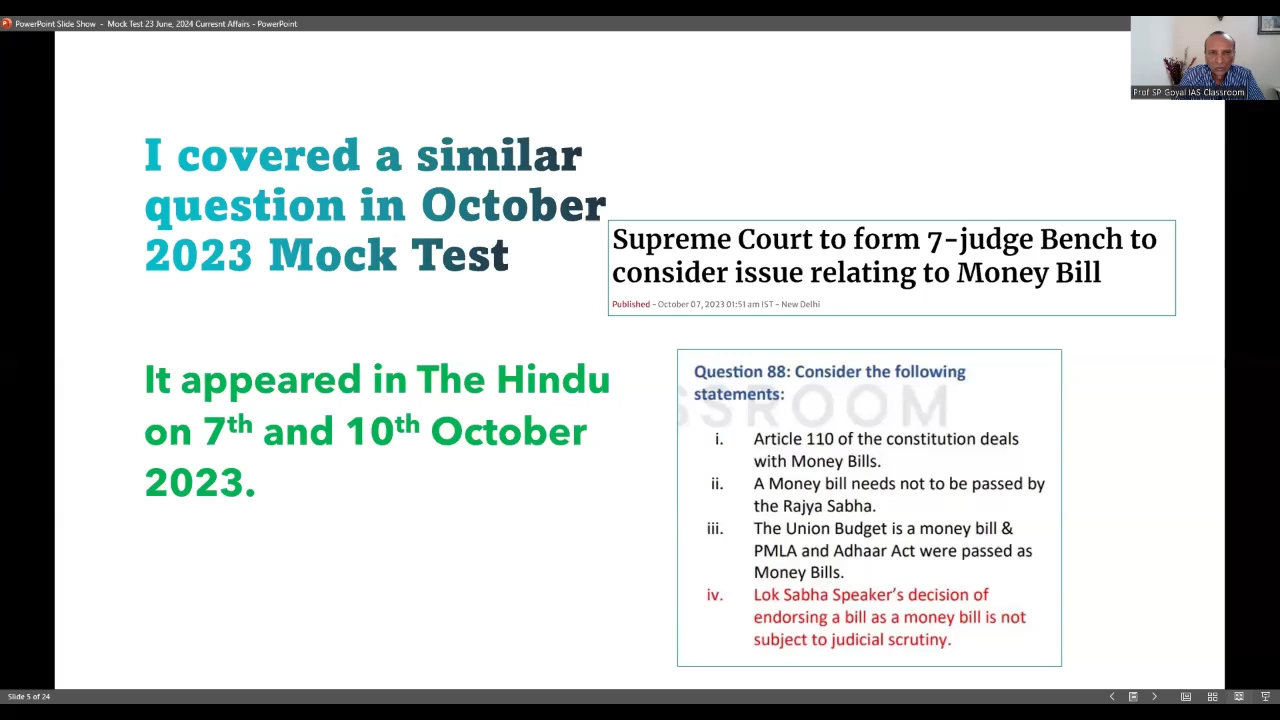 PowerPoint Slide Show - Mock Test 23 June, 2024 Curresnt Affairs - PowerPoint
Prof SP Goyal IAS Classroom
I covered a similar
question in October
2023 Mock Test
Supreme Court to form 7-judge Bench to
consider issue relating to Money Bill
Published - October 07, 2023 01:51 am IST - New Delhi
It appeared in The Hindu
on 7th and 10th October
2023.
SSROOM
Question 88: Consider the following
statements:
i. Article 110 of the constitution deals
with Money Bills.
ii. A Money bill needs not to be passed by
the Rajya Sabha.
iii. The Union Budget is a money bill &
PMLA and Adhaar Act were passed as
Money Bills.
iv. Lok Sabha Speaker's decision of
endorsing a bill as a money bill is not
subject to judicial scrutiny.
Slide 5 of 24